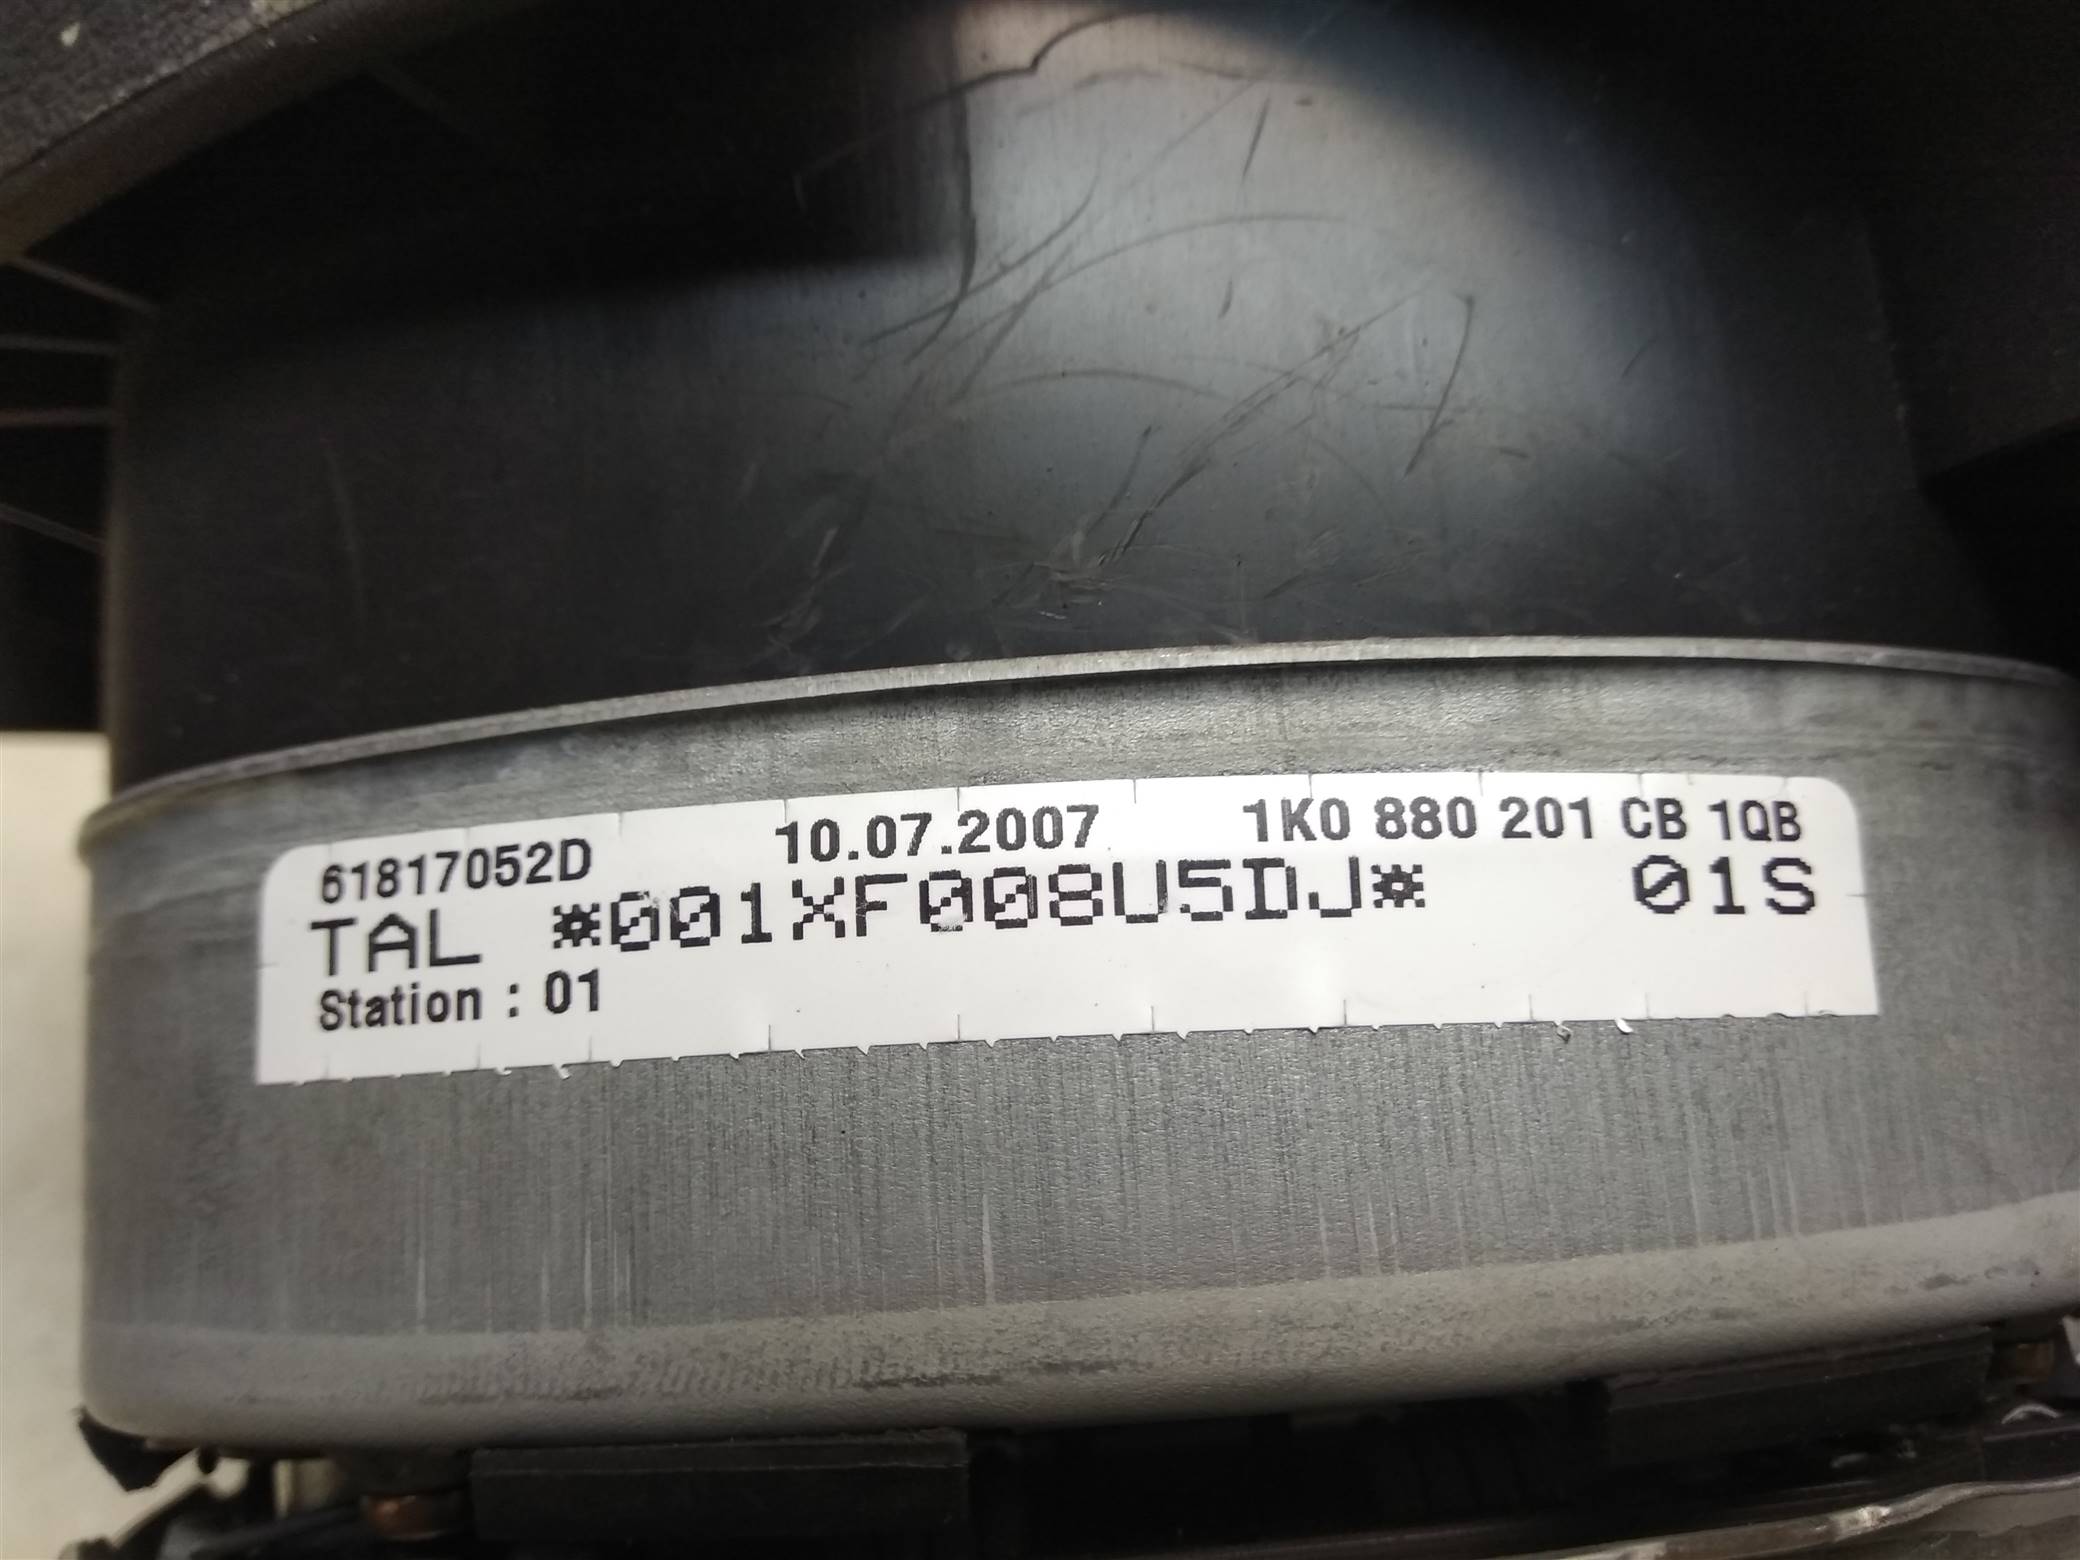 61817052D 10.07.2007 1K0 880 201 CB 1QB
TAL *001XF008U5DJ* 01S
Station : 01